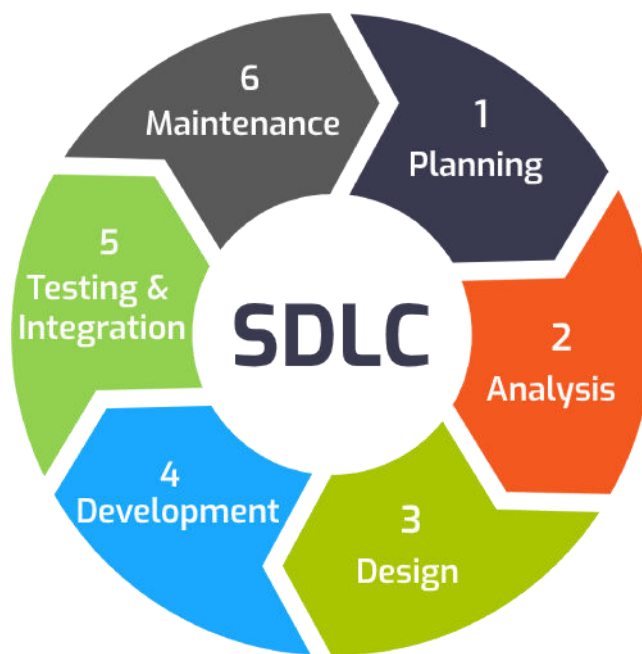 SDLC
1
Planning
2
Analysis
3
Design
4
Development
5
Testing &
Integration
6
Maintenance